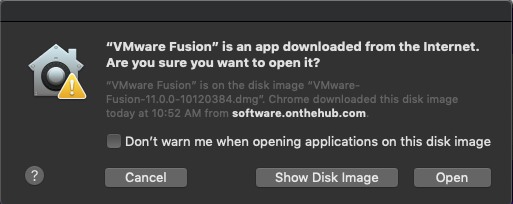 “VMware Fusion” is an app downloaded from the Internet.
Are you sure you want to open it?
“VMware Fusion” is on the disk image “VMware-
Fusion-11.0.0-10120384.dmg”. Chrome downloaded this disk image
today at 10:52 AM from software.onthehub.com.
Don’t warn me when opening applications on this disk image
?
Cancel
Show Disk Image
Open